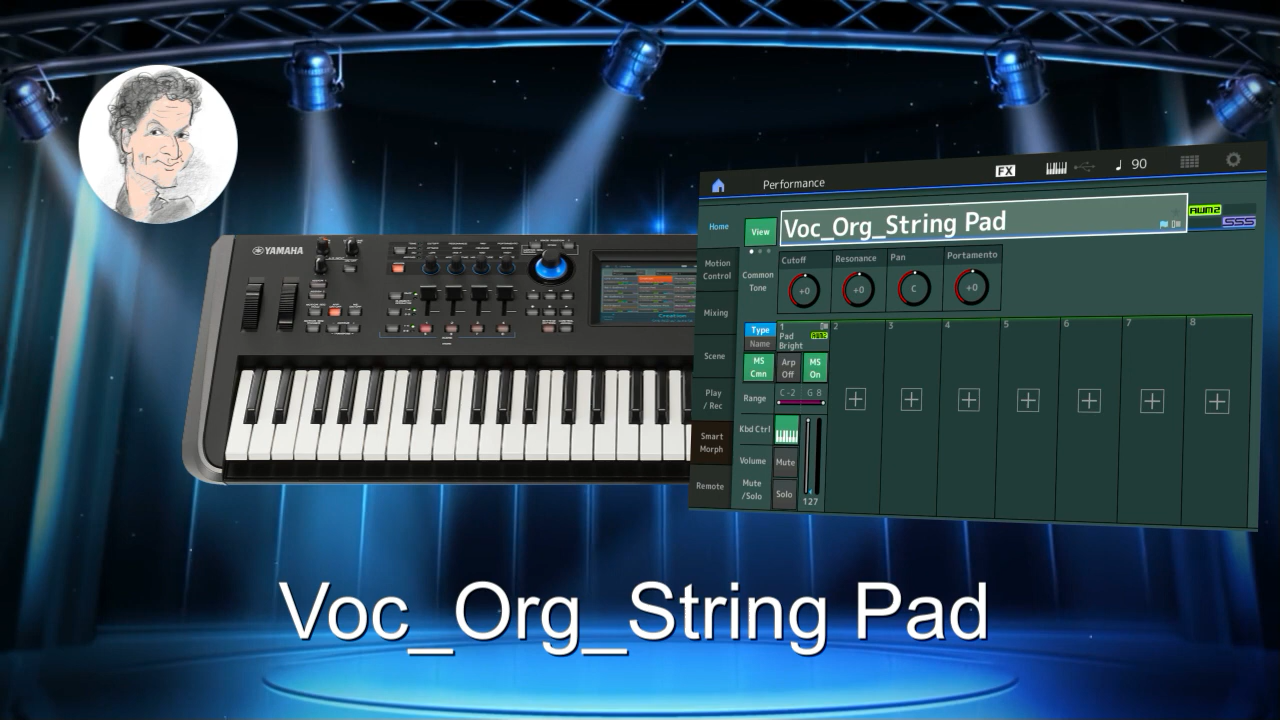 FX
90
Performance
YAMAHA
Home
View
Voc_Org_String Pad
AWM2
SSS
Motion
Control
Common
Tone
Cutoff
Resonance
Pan
Portamento
+0
+0
C
+0
Mixing
Type
Name
1
Pad
Bright
AWM2
2
3
4
5
6
7
8
Scene
MS
Cmn
Arp
Off
MS
On
Play
/ Rec
Range
C -2
G 8
Smart
Morph
Kbd Ctrl
Volume
Mute
Remote
Mute
/Solo
Solo
127
Voc_Org_String Pad